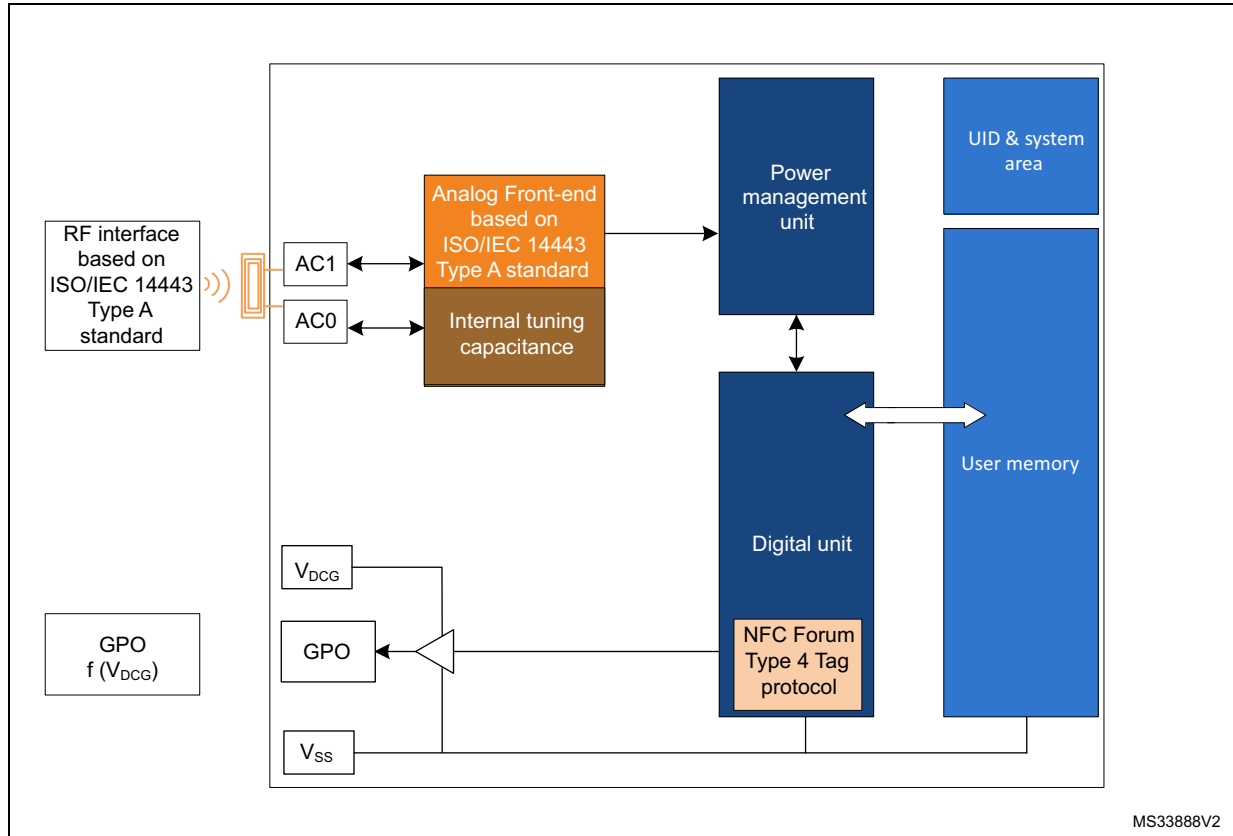 RF interface
based on
ISO/IEC 14443
Type A
standard
AC1
AC0
Analog Front-end
based on
ISO/IEC 14443
Type A standard
Internal tuning
capacitance
Power
management
unit
UID & system
area
User memory
Digital unit
NFC Forum
Type 4 Tag
protocol
VDCG
GPO
VSS
GPO
f (VDCG)
MS33888V2